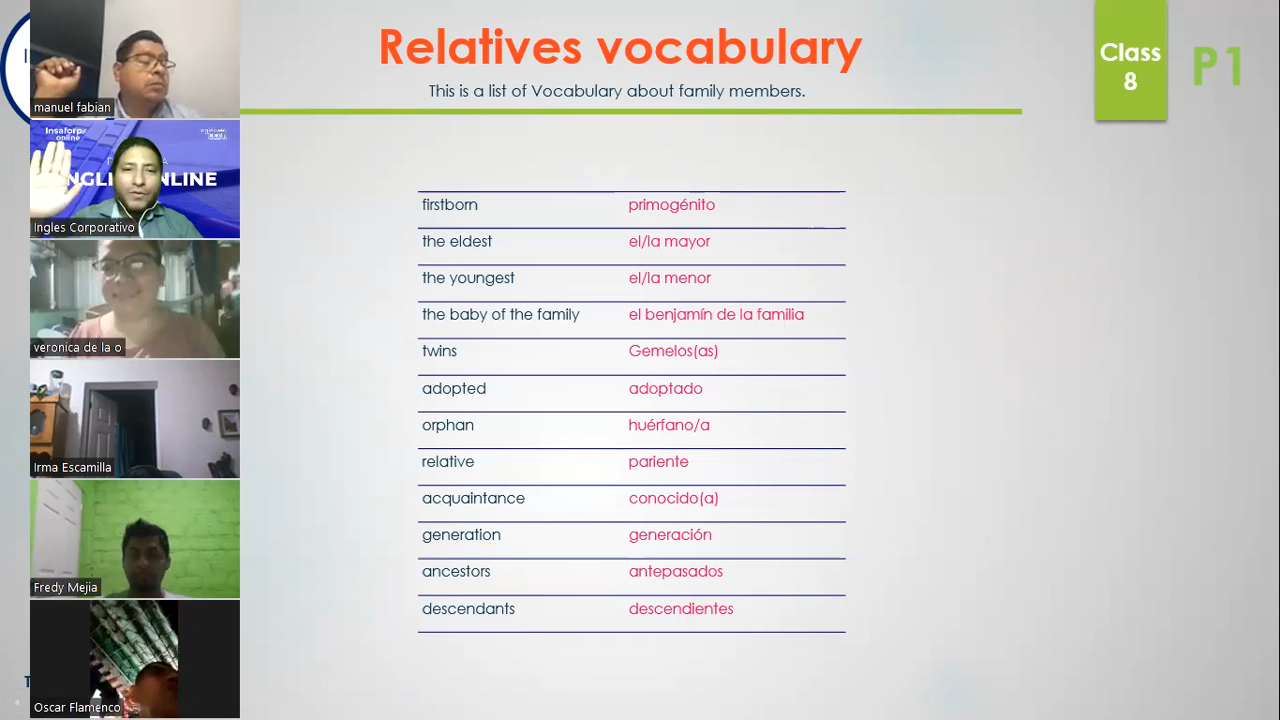 Relatives vocabulary
This is a list of Vocabulary about family members.
Class
8
P1
firstborn primogénito
the eldest el/la mayor
the youngest el/la menor
the baby of the family el benjamín de la familia
twins Gemelos(as)
adopted adoptado
orphan huérfano/a
relative pariente
acquaintance conocido(a)
generation generación
ancestors antepasados
descendants descendientes
manuel fabian
Insaforp
online
Ingles Corporativo
veronica de la o
Irma Escamilla
Fredy Mejia
Oscar Flamenco